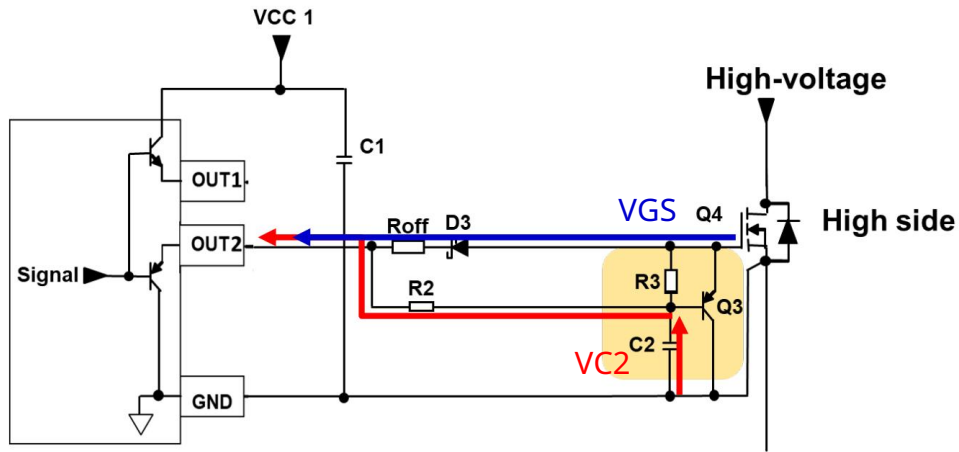 VCC 1
High-voltage
C1
OUT1
VGS
Q4
Roff
D3
High side
OUT2
Signal
R3
R2
Q3
C2
VC2
GND